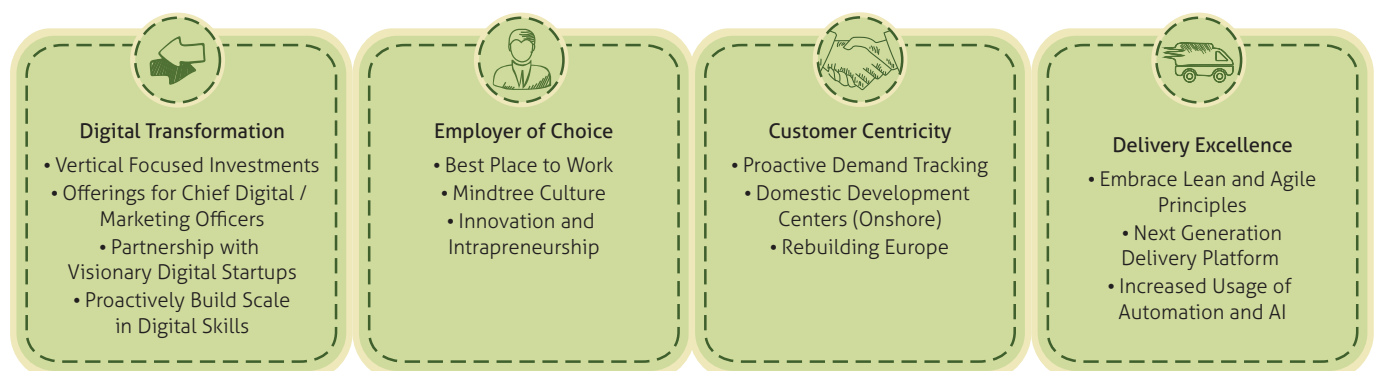 Digital Transformation
• Vertical Focused Investments
• Offerings for Chief Digital /
Marketing Officers
• Partnership with
Visionary Digital Startups
• Proactively Build Scale
in Digital Skills
Employer of Choice
• Best Place to Work
• Mindtree Culture
• Innovation and
Intrapreneurship
Customer Centricity
• Proactive Demand Tracking
• Domestic Development
Centers (Onshore)
• Rebuilding Europe
Delivery Excellence
• Embrace Lean and Agile
Principles
• Next Generation
Delivery Platform
• Increased Usage of
Automation and AI